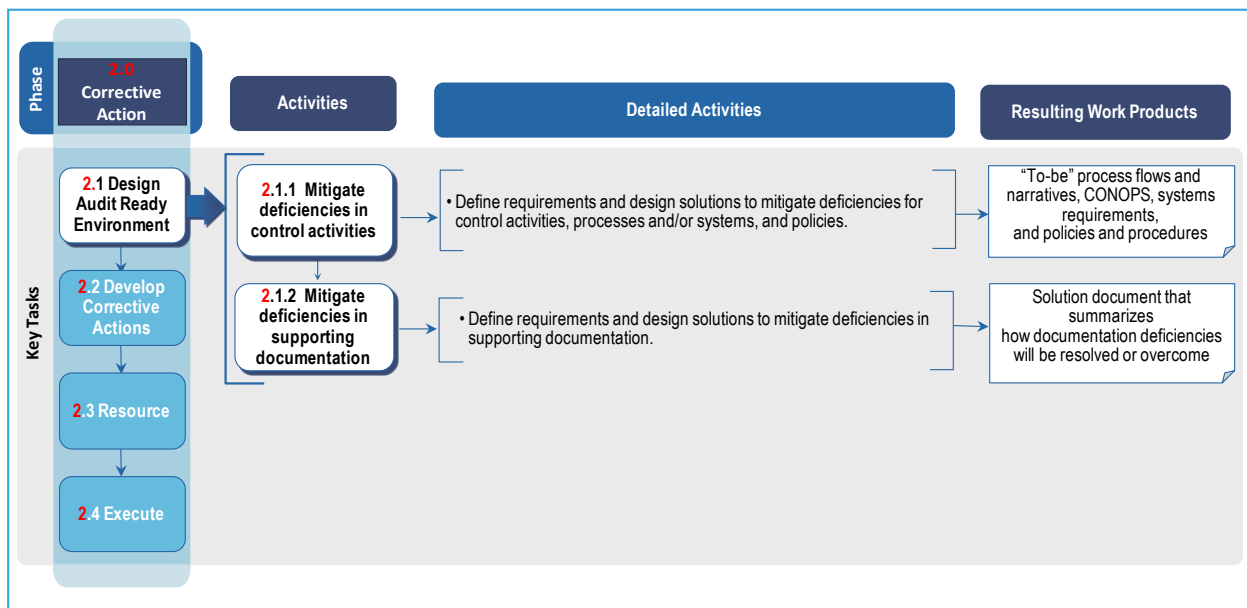 Phase
2.0
Corrective
Action
Activities
Detailed Activities
Resulting Work Products
Key Tasks
2.1 Design
Audit Ready
Environment
2.2 Develop
Corrective
Actions
2.3 Resource
2.4 Execute
2.1.1 Mitigate
deficiencies in
control activities
• Define requirements and design solutions to mitigate deficiencies for
control activities, processes and/or systems, and policies.
“To-be” process flows and
narratives, CONOPS, systems
requirements,
and policies and procedures
2.1.2 Mitigate
deficiencies in
supporting
documentation
• Define requirements and design solutions to mitigate deficiencies in
supporting documentation.
Solution document that
summarizes
how documentation deficiencies
will be resolved or overcome